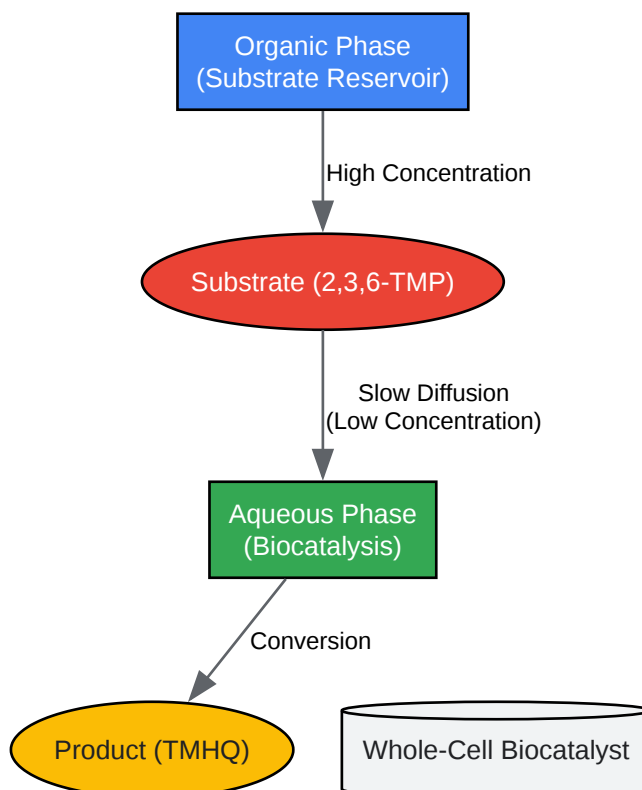 Organic Phase
(Substrate Reservoir)
High Concentration
Substrate (2,3,6-TMP)
Slow Diffusion
(Low Concentration)
Aqueous Phase
(Biocatalysis)
Conversion
Product (TMHQ)
Whole-Cell Biocatalyst